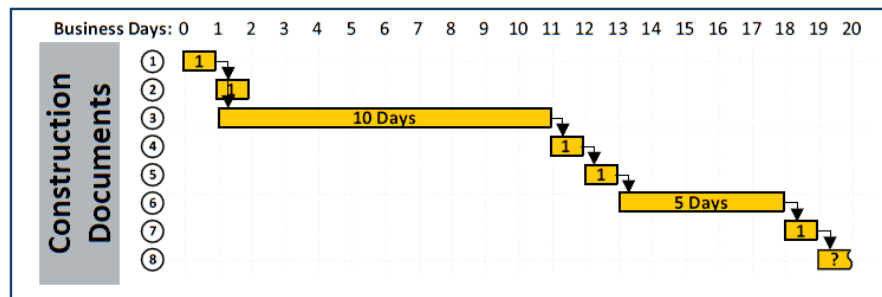 Business Days: 0 1 2 3 4 5 6 7 8 9 10 11 12 13 14 15 16 17 18 19 20
Construction
Documents
1 1
2 1
3 10 Days
4 1
5 1
6 5 Days
7 1
8 ?